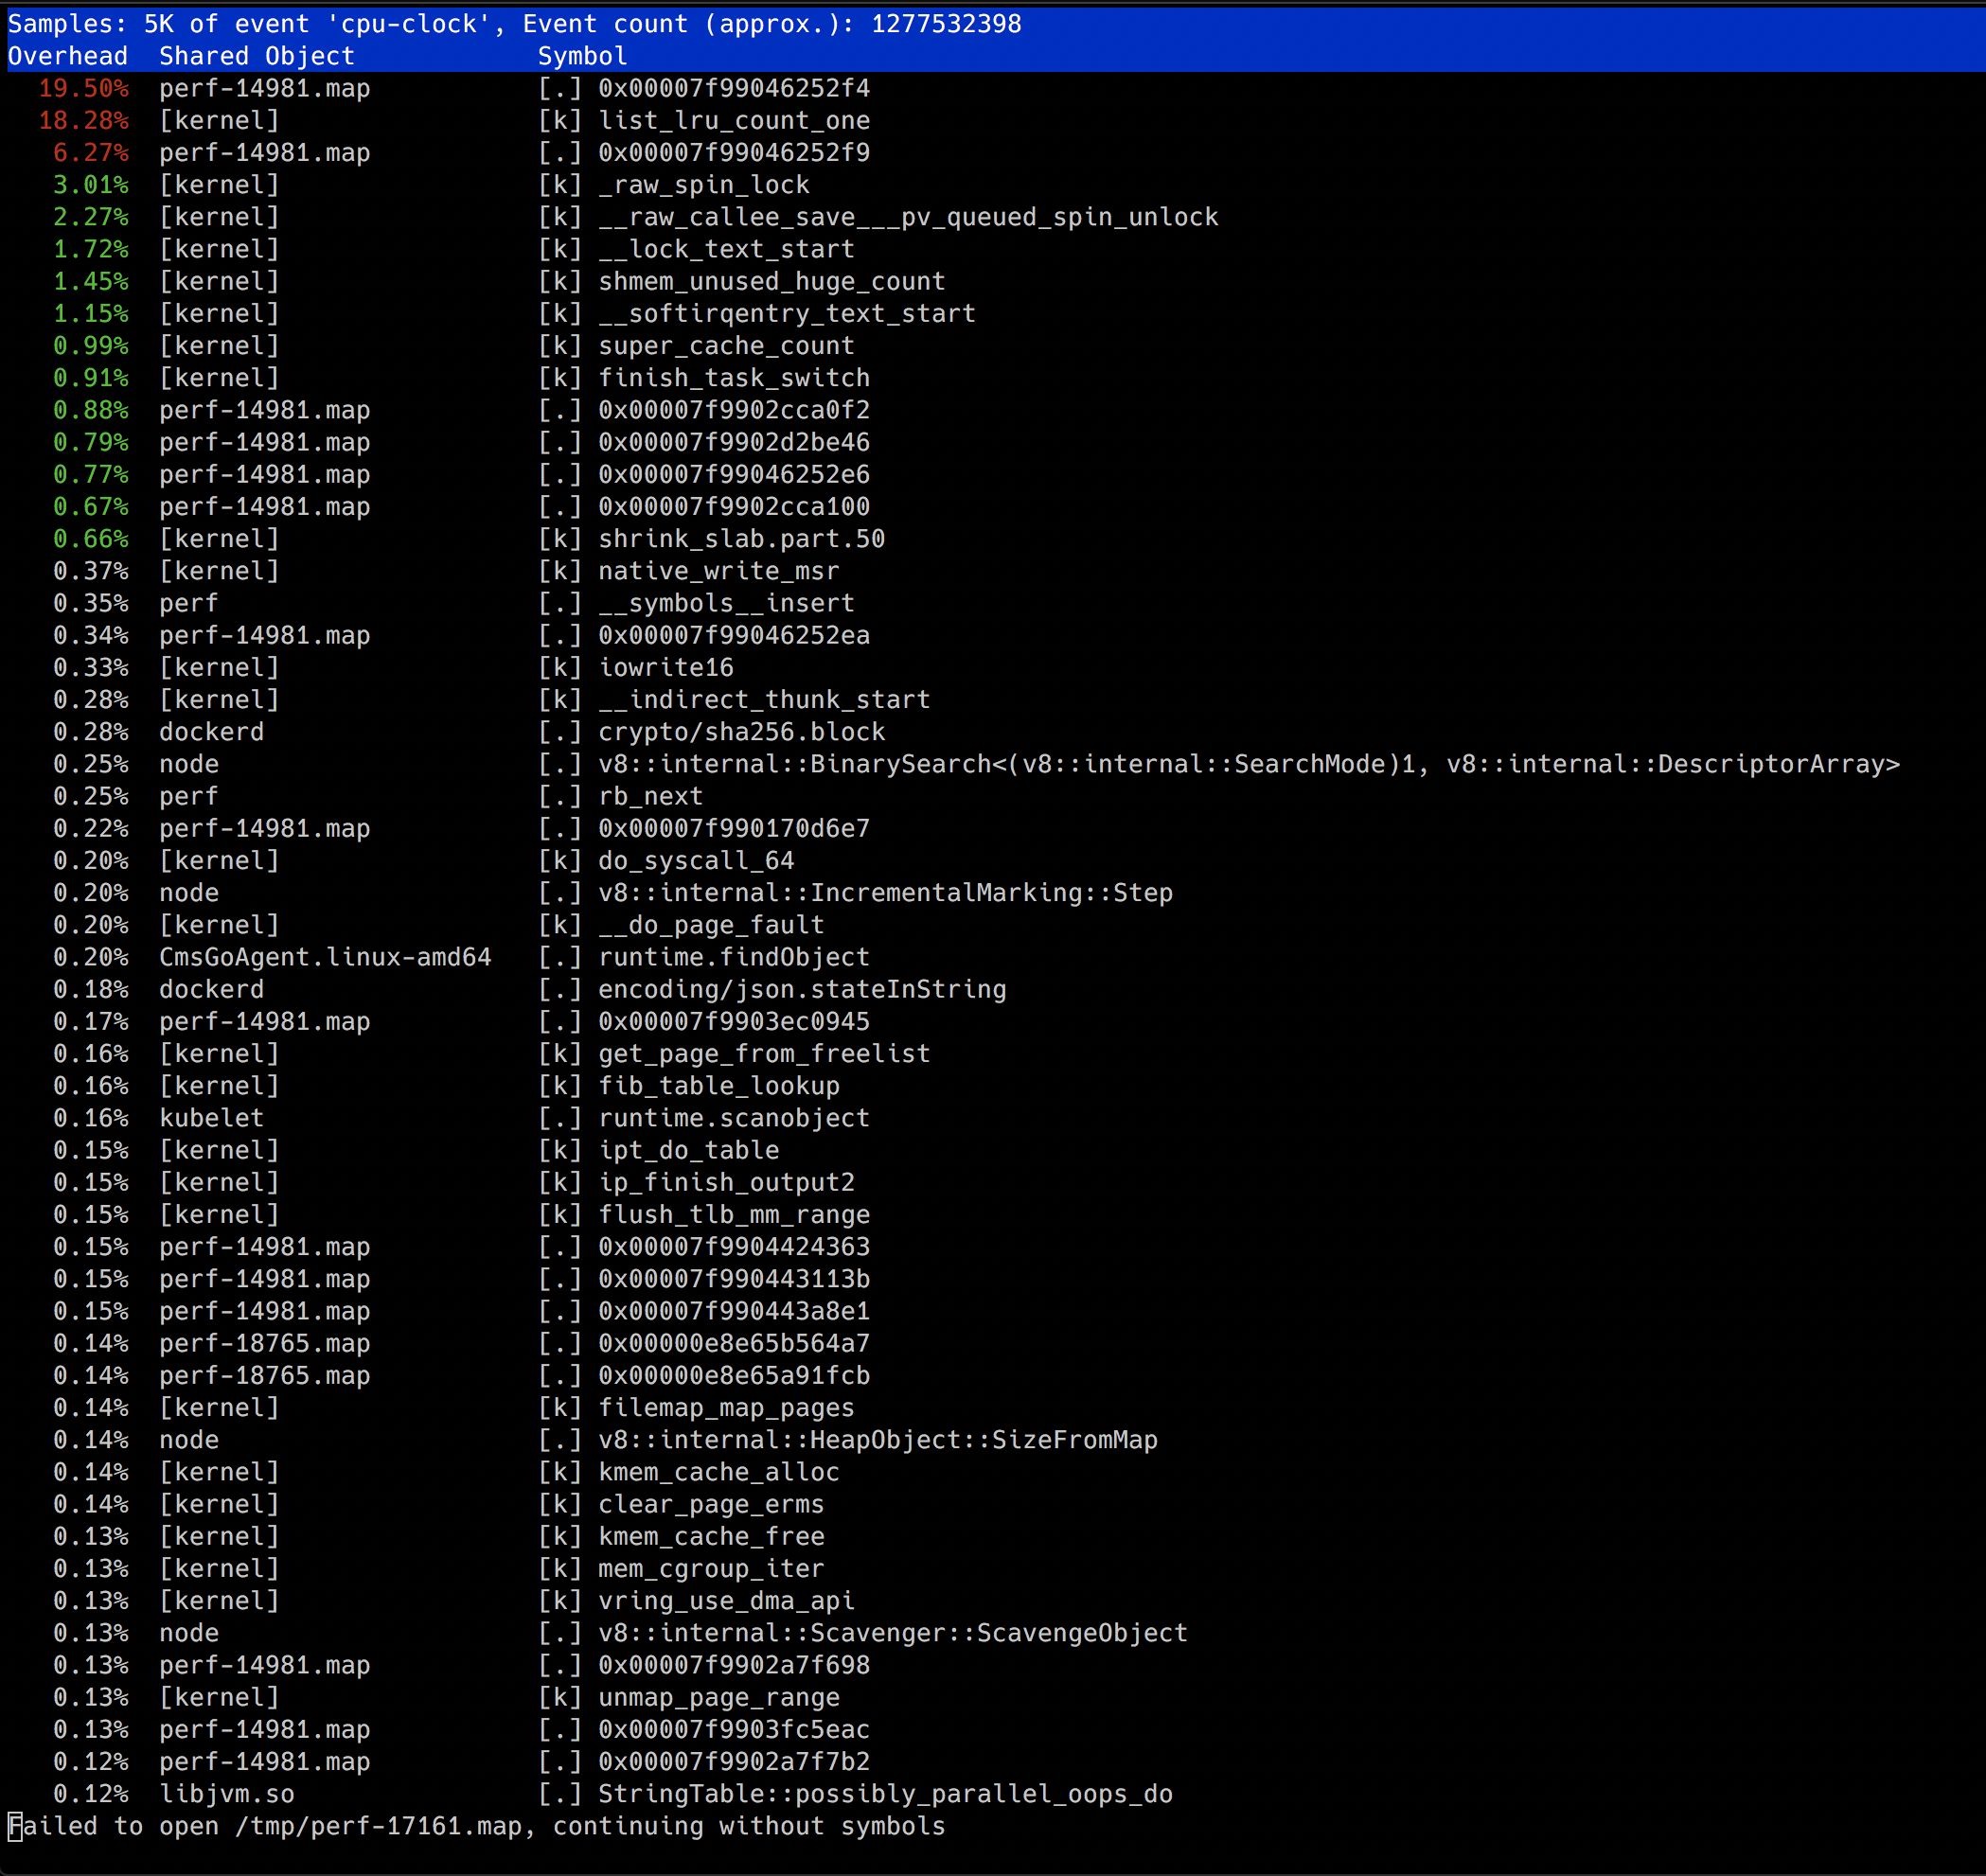 Samples: 5K of event 'cpu-clock', Event count (approx.): 1277532398
Overhead  Shared Object            Symbol
19.50%  perf-14981.map           [.] 0x00007f99046252f4
18.28%  [kernel]                 [k] list_lru_count_one
6.27%  perf-14981.map           [.] 0x00007f99046252f9
3.01%  [kernel]                 [k] _raw_spin_lock
2.27%  [kernel]                 [k] __raw_callee_save___pv_queued_spin_unlock
1.72%  [kernel]                 [k] __lock_text_start
1.45%  [kernel]                 [k] shmem_unused_huge_count
1.15%  [kernel]                 [k] __softirqentry_text_start
0.99%  [kernel]                 [k] super_cache_count
0.91%  [kernel]                 [k] finish_task_switch
0.88%  perf-14981.map           [.] 0x00007f9902cca0f2
0.79%  perf-14981.map           [.] 0x00007f9902d2be46
0.77%  perf-14981.map           [.] 0x00007f99046252e6
0.67%  perf-14981.map           [.] 0x00007f9902cca100
0.66%  [kernel]                 [k] shrink_slab.part.50
0.37%  [kernel]                 [k] native_write_msr
0.35%  perf                     [.] __symbols__insert
0.34%  perf-14981.map           [.] 0x00007f99046252ea
0.33%  [kernel]                 [k] iowrite16
0.28%  [kernel]                 [k] __indirect_thunk_start
0.28%  dockerd                  [.] crypto/sha256.block
0.25%  node                     [.] v8::internal::BinarySearch<(v8::internal::SearchMode)1, v8::internal::DescriptorArray>
0.25%  perf                     [.] rb_next
0.22%  perf-14981.map           [.] 0x00007f990170d6e7
0.20%  [kernel]                 [k] do_syscall_64
0.20%  node                     [.] v8::internal::IncrementalMarking::Step
0.20%  [kernel]                 [k] __do_page_fault
0.20%  CmsGoAgent.linux-amd64   [.] runtime.findObject
0.18%  dockerd                  [.] encoding/json.stateInString
0.17%  perf-14981.map           [.] 0x00007f9903ec0945
0.16%  [kernel]                 [k] get_page_from_freelist
0.16%  [kernel]                 [k] fib_table_lookup
0.16%  kubelet                  [.] runtime.scanobject
0.15%  [kernel]                 [k] ipt_do_table
0.15%  [kernel]                 [k] ip_finish_output2
0.15%  [kernel]                 [k] flush_tlb_mm_range
0.15%  perf-14981.map           [.] 0x00007f9904424363
0.15%  perf-14981.map           [.] 0x00007f990443113b
0.15%  perf-14981.map           [.] 0x00007f990443a8e1
0.14%  perf-18765.map           [.] 0x00000e8e65b564a7
0.14%  perf-18765.map           [.] 0x00000e8e65a91fcb
0.14%  [kernel]                 [k] filemap_map_pages
0.14%  node                     [.] v8::internal::HeapObject::SizeFromMap
0.14%  [kernel]                 [k] kmem_cache_alloc
0.14%  [kernel]                 [k] clear_page_erms
0.13%  [kernel]                 [k] kmem_cache_free
0.13%  [kernel]                 [k] mem_cgroup_iter
0.13%  [kernel]                 [k] vring_use_dma_api
0.13%  node                     [.] v8::internal::Scavenger::ScavengeObject
0.13%  perf-14981.map           [.] 0x00007f9902a7f698
0.13%  [kernel]                 [k] unmap_page_range
0.13%  perf-14981.map           [.] 0x00007f9903fc5eac
0.12%  perf-14981.map           [.] 0x00007f9902a7f7b2
0.12%  libjvm.so                [.] StringTable::possibly_parallel_oops_do
Failed to open /tmp/perf-17161.map, continuing without symbols